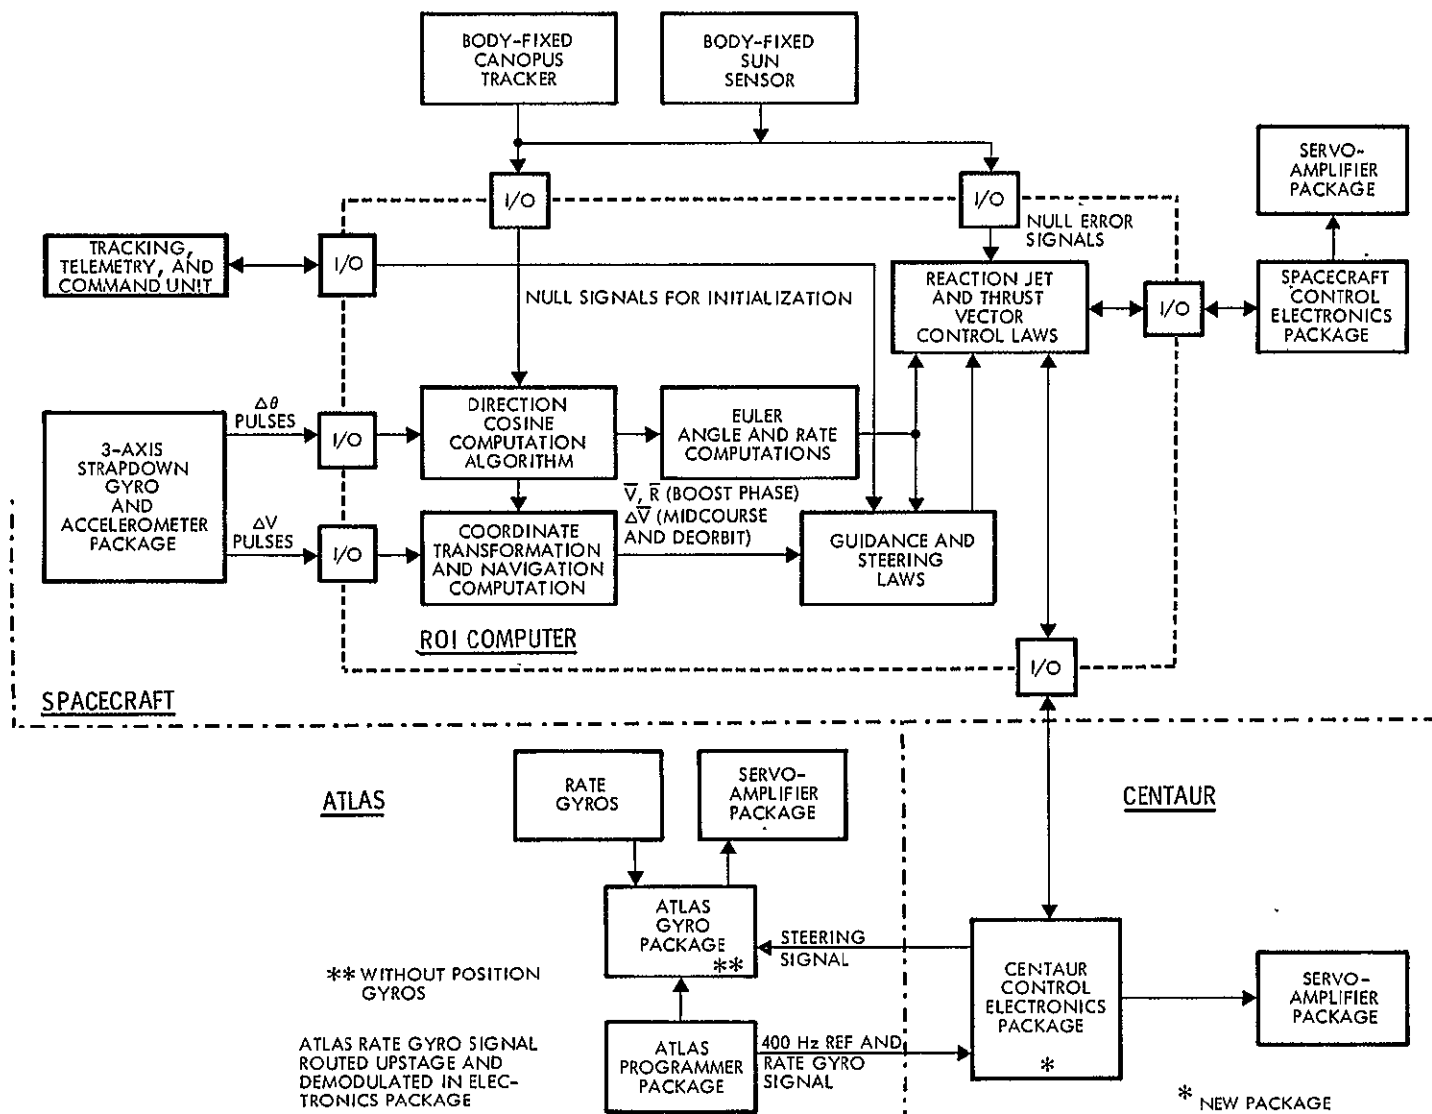 BODY-FIXED
CANOPUS
TRACKER
BODY-FIXED
SUN
SENSOR
SERVO-
AMPLIFIER
PACKAGE
I/O
I/O
NULL ERROR
SIGNALS
TRACKING,
TELEMETRY, AND
COMMAND UNIT
I/O
NULL SIGNALS FOR INITIALIZATION
REACTION JET
AND THRUST
VECTOR
CONTROL LAWS
I/O
SPACECRAFT
CONTROL
ELECTRONICS
PACKAGE
3-AXIS
STRAPDOWN
GYRO
AND
ACCELEROMETER
PACKAGE
Δθ
PULSES
I/O
DIRECTION
COSINE
COMPUTATION
ALGORITHM
EULER
ANGLE AND RATE
COMPUTATIONS
ΔV
PULSES
I/O
COORDINATE
TRANSFORMATION
AND NAVIGATION
COMPUTATION
V̅, R̅ (BOOST PHASE)
ΔV̅ (MIDCOURSE
AND DEORBIT)
GUIDANCE AND
STEERING
LAWS
ROI COMPUTER
I/O
SPACECRAFT
ATLAS
RATE
GYROS
SERVO-
AMPLIFIER
PACKAGE
CENTAUR
ATLAS
GYRO
PACKAGE
**
STEERING
SIGNAL
** WITHOUT POSITION
GYROS
CENTAUR
CONTROL
ELECTRONICS
PACKAGE
*
SERVO-
AMPLIFIER
PACKAGE
ATLAS RATE GYRO SIGNAL
ROUTED UPSTAGE AND
DEMODULATED IN ELEC-
TRONICS PACKAGE
ATLAS
PROGRAMMER
PACKAGE
400 Hz REF AND
RATE GYRO
SIGNAL
* NEW PACKAGE